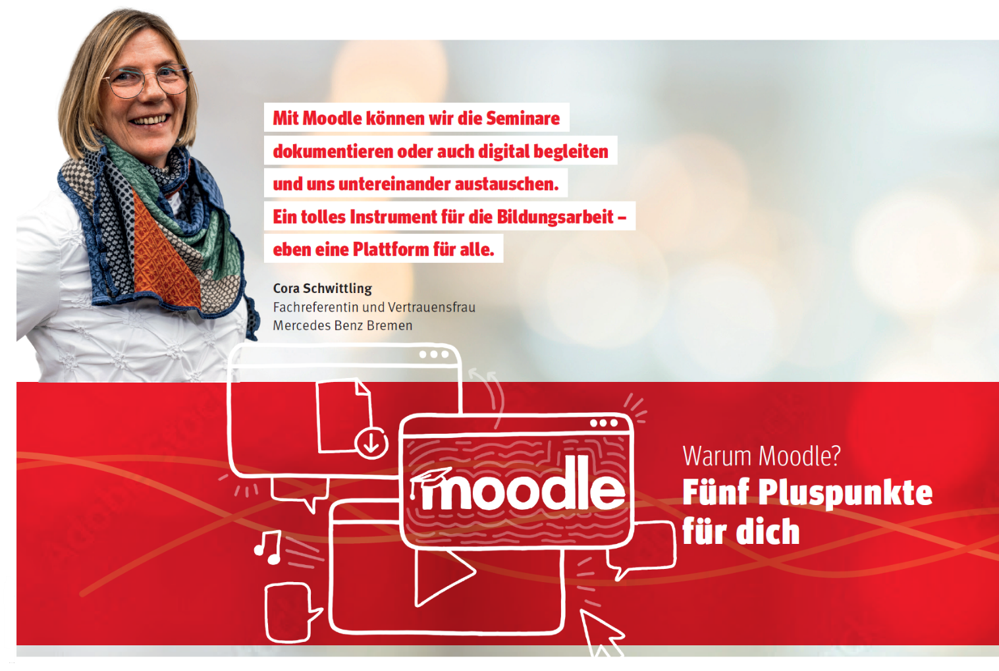 Mit Moodle können wir die Seminare
dokumentieren oder auch digital begleiten
und uns untereinander austauschen.
Ein tolles Instrument für die Bildungsarbeit –
eben eine Plattform für alle.
Cora Schwittling
Fachreferentin und Vertrauensfrau
Mercedes Benz Bremen
moodle
Warum Moodle?
Fünf Pluspunkte
für dich